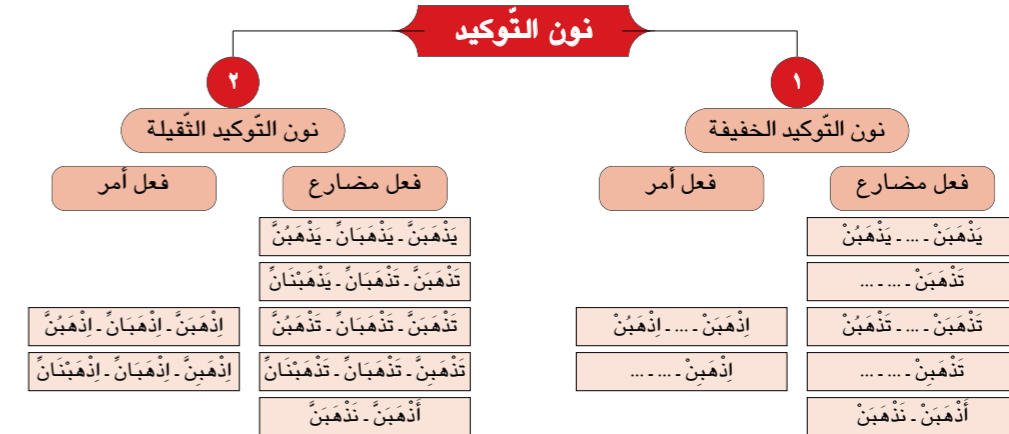 نون التّوكيد
١
٢
نون التّوكيد الخفيفة
نون التّوكيد الثّقيلة
فعل مضارع
فعل أمر
فعل مضارع
فعل أمر
يَذْهَبَنْ ـ ... ـ يَذْهَبُنْ
يَذْهَبَنَّ ـ يَذْهَبَانِّ ـ يَذْهَبُنَّ
تَذْهَبَنْ ـ ... ـ ...
تَذْهَبَنَّ ـ تَذْهَبَانِّ ـ يَذْهَبْنَانِّ
تَذْهَبَنْ ـ ... ـ تَذْهَبُنْ
اِذْهَبَنْ ـ ... ـ اِذْهَبُنْ
تَذْهَبَنَّ ـ تَذْهَبَانِّ ـ تَذْهَبُنَّ
اِذْهَبَنَّ ـ اِذْهَبَانِّ ـ اِذْهَبُنَّ
تَذْهَبِنْ ـ ... ـ ...
اِذْهَبِنْ ـ ... ـ ...
تَذْهَبِنَّ ـ تَذْهَبَانِّ ـ تَذْهَبْنَانِّ
اِذْهَبِنَّ ـ اِذْهَبَانِّ ـ اِذْهَبْنَانِّ
أَذْهَبَنْ ـ نَذْهَبَنْ
أَذْهَبَنَّ ـ نَذْهَبَنَّ